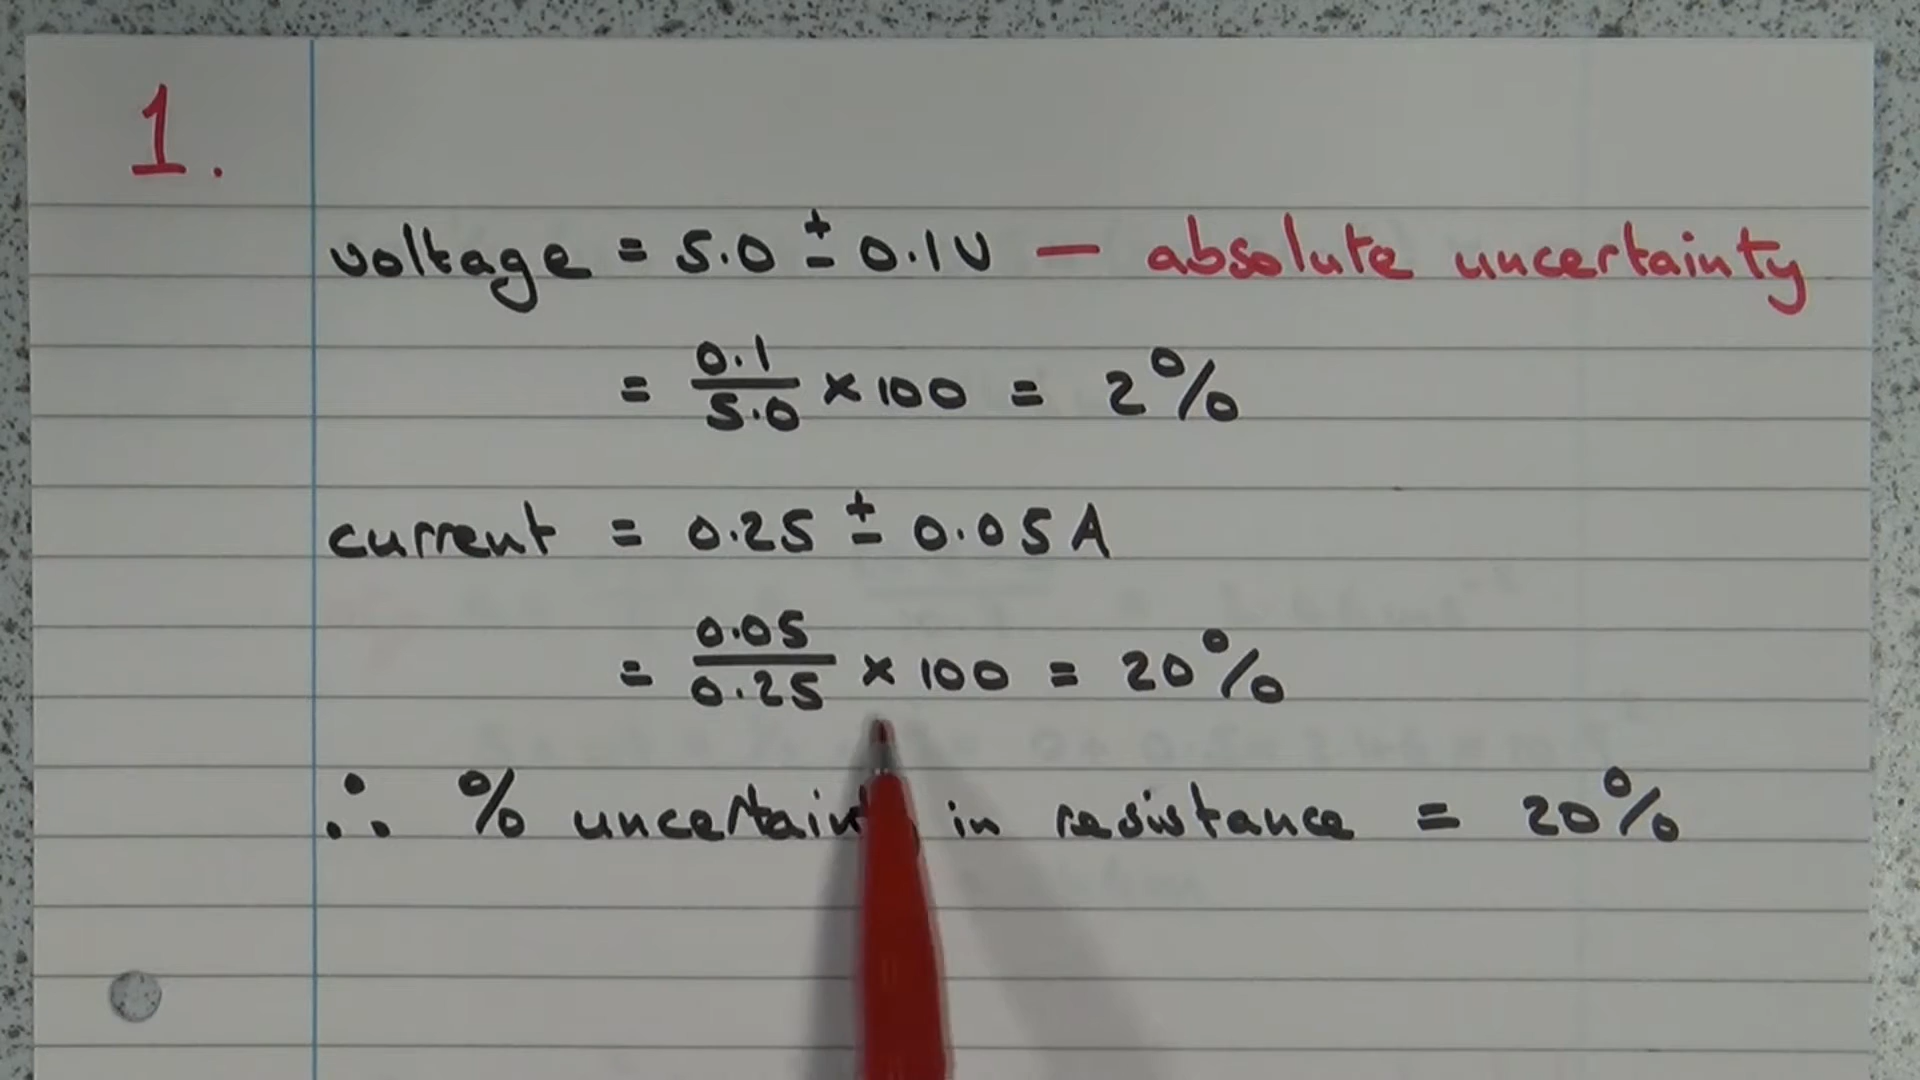 1.
voltage = 5.0 ± 0.1V — absolute uncertainty
= 0.1/5.0 × 100 = 2%
current = 0.25 ± 0.05 A
= 0.05/0.25 × 100 = 20%
∴ % in resistance = 20%